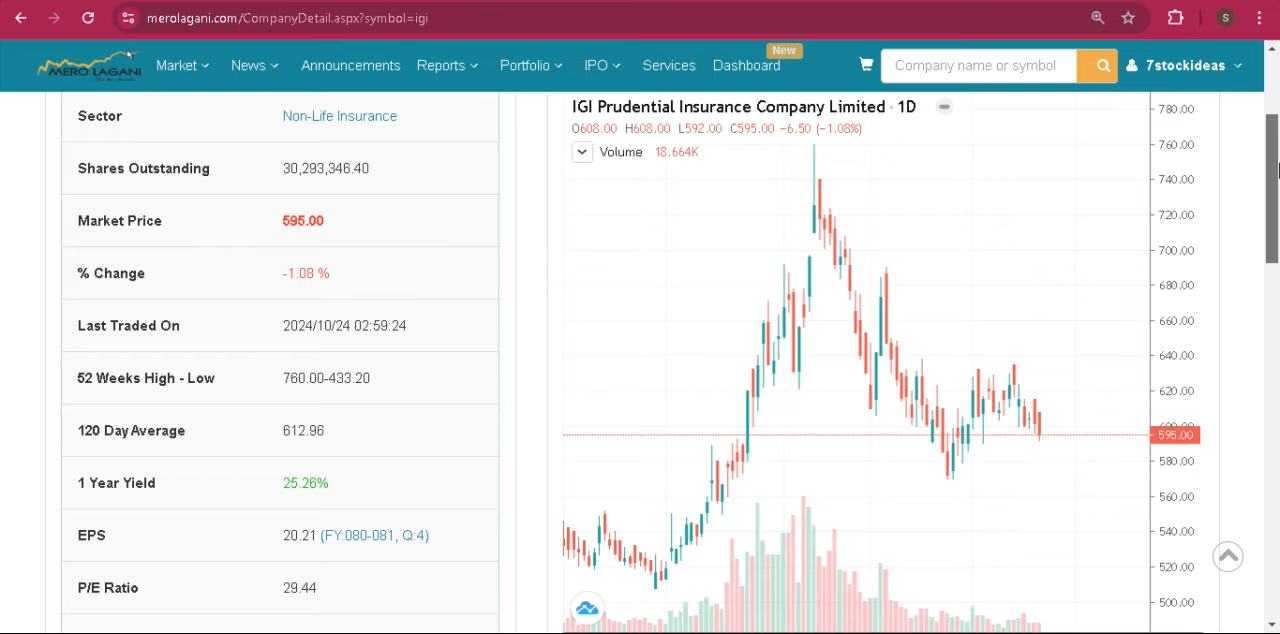 merolagani.com/CompanyDetail.aspx?symbol=igi
S
MERO LAGANI
Market
News
Announcements
Reports
Portfolio
IPO
Services
New
Dashboard
Company name or symbol
7stockideas
Sector Non-Life Insurance
Shares Outstanding 30,293,346.40
Market Price 595.00
% Change -1.08 %
Last Traded On 2024/10/24 02:59:24
52 Weeks High - Low 760.00-433.20
120 Day Average 612.96
1 Year Yield 25.26%
EPS 20.21 (FY:080-081, Q:4)
P/E Ratio 29.44
IGI Prudential Insurance Company Limited · 1D
O608.00 H608.00 L592.00 C595.00 −6.50 (−1.08%)
Volume 18.664K
780.00
760.00
740.00
720.00
700.00
680.00
660.00
640.00
620.00
600.00
595.00
580.00
560.00
540.00
520.00
500.00